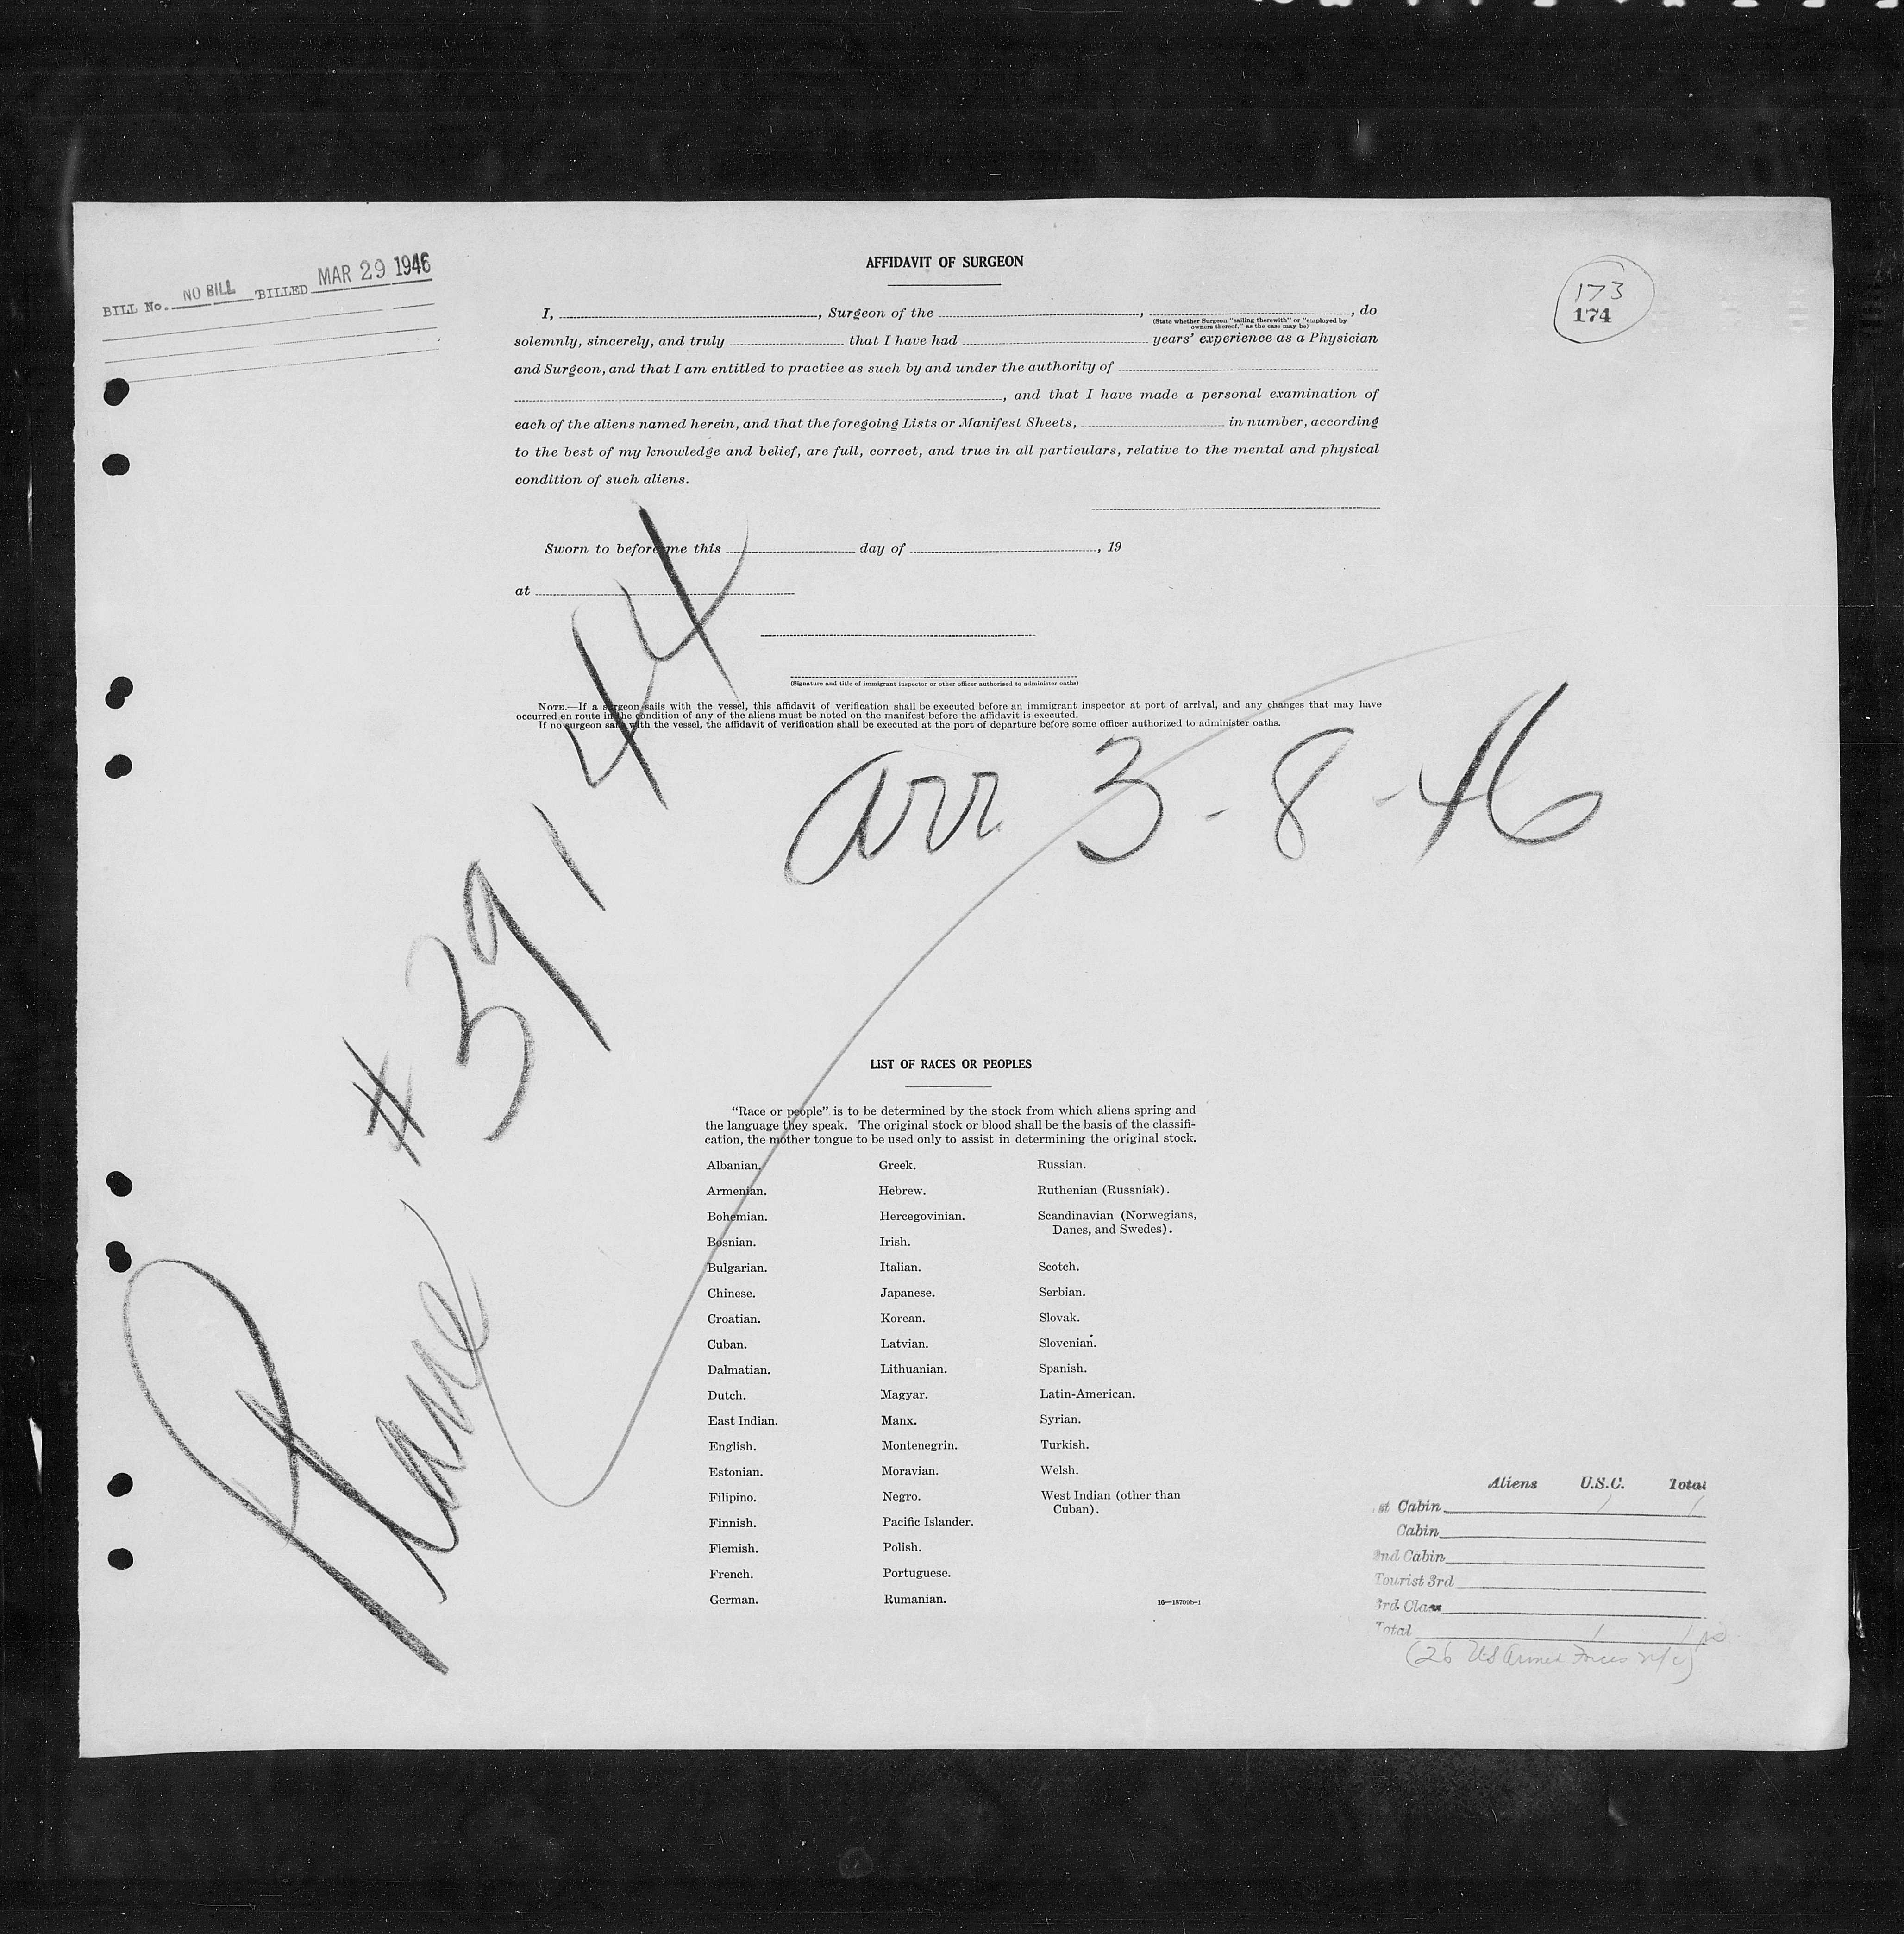 BILL No. NO BILL BILLED MAR 29 1946
173
174
AFFIDAVIT OF SURGEON
I, , Surgeon of the , , do
(State whether Surgeon "sailing therewith" or "employed by
owners thereof," as the case may be)
solemnly, sincerely, and truly that I have had years' experience as a Physician
and Surgeon, and that I am entitled to practice as such by and under the authority of
, and that I have made a personal examination of
each of the aliens named herein, and that the foregoing Lists or Manifest Sheets, in number, according
to the best of my knowledge and belief, are full, correct, and true in all particulars, relative to the mental and physical
condition of such aliens.
Sworn to before me this day of , 19
at
(Signature and title of immigrant inspector or other officer authorized to administer oaths)
NOTE.—If a surgeon sails with the vessel, this affidavit of verification shall be executed before an immigrant inspector at port of arrival, and any changes that may have
occurred en route in the condition of any of the aliens must be noted on the manifest before the affidavit is executed.
If no surgeon sails with the vessel, the affidavit of verification shall be executed at the port of departure before some officer authorized to administer oaths.
Plane #39144
arr 3-8-46
LIST OF RACES OR PEOPLES
"Race or people" is to be determined by the stock from which aliens spring and
the language they speak. The original stock or blood shall be the basis of the classifi-
cation, the mother tongue to be used only to assist in determining the original stock.
Albanian. Greek. Russian.
Armenian. Hebrew. Ruthenian (Russniak).
Bohemian. Hercegovinian. Scandinavian (Norwegians,
Danes, and Swedes).
Bosnian. Irish.
Bulgarian. Italian. Scotch.
Chinese. Japanese. Serbian.
Croatian. Korean. Slovak.
Cuban. Latvian. Slovenian.
Dalmatian. Lithuanian. Spanish.
Dutch. Magyar. Latin-American.
East Indian. Manx. Syrian.
English. Montenegrin. Turkish.
Estonian. Moravian. Welsh.
Filipino. Negro. West Indian (other than
Cuban).
Finnish. Pacific Islander.
Flemish. Polish.
French. Portuguese.
German. Rumanian.
16—18709b-1
Aliens U.S.C. Total
st Cabin 1 1
Cabin
2nd Cabin
Tourist 3rd
3rd Class
Total 1 1
(26 US Armed Forces